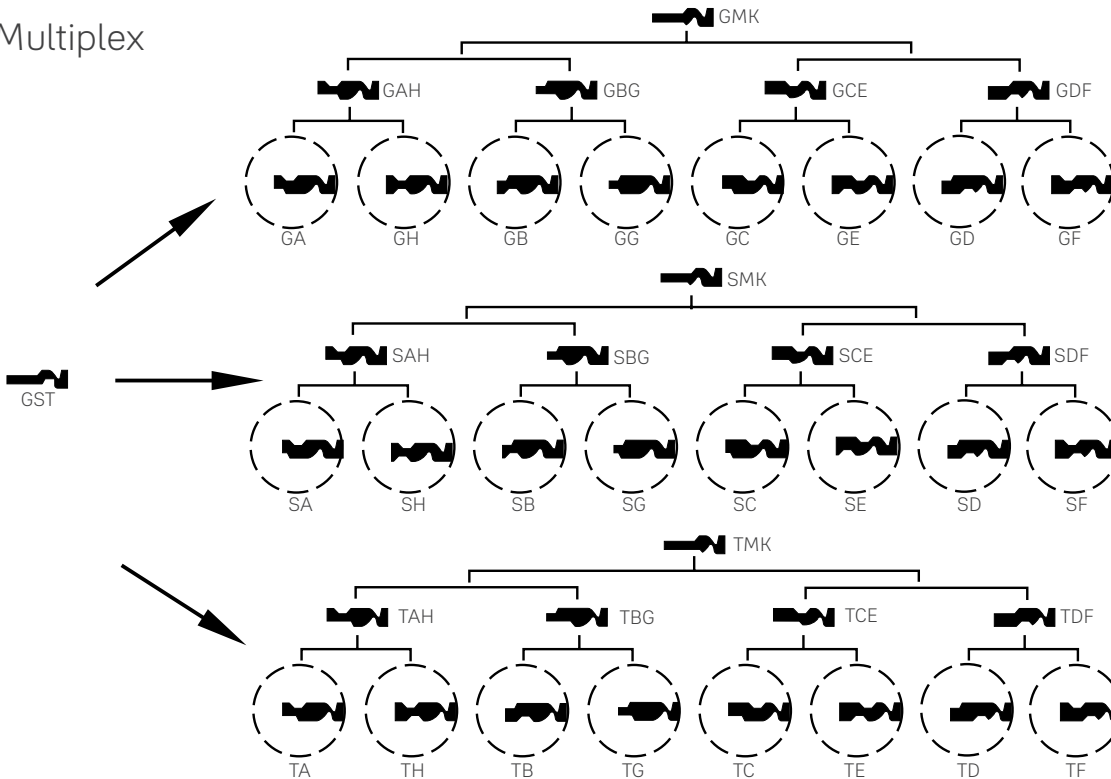 Multiplex
GMK
GAH GBG GCE GDF
GA GH GB GG GC GE GD GF
SMK
SAH SBG SCE SDF
GST
SA SH SB SG SC SE SD SF
TMK
TAH TBG TCE TDF
TA TH TB TG TC TE TD TF